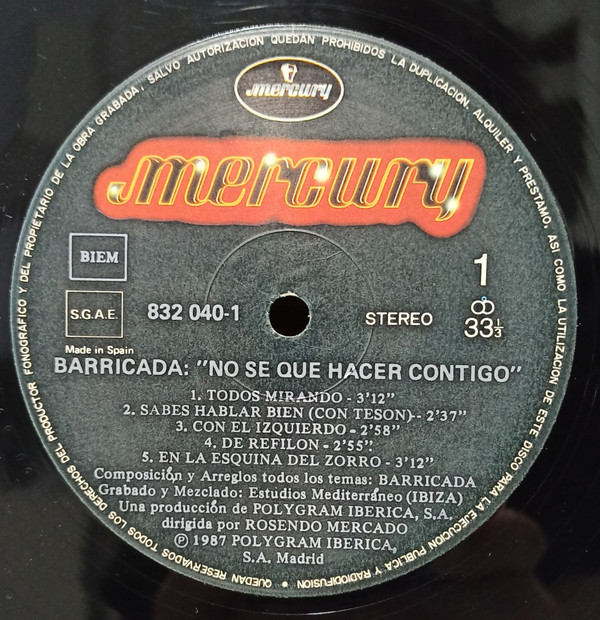 QUEDAN RESERVADOS TODOS LOS DERECHOS DEL PRODUCTOR FONOGRAFICO Y DEL PROPIETARIO DE LA OBRA GRABADA, SALVO AUTORIZACION QUEDAN PROHIBIDOS LA DUPLICACION, ALQUILER Y PRESTAMO, ASI COMO LA UTILIZACION DE ESTE DISCO PARA LA EJECUCION PUBLICA Y RADIODIFUSION •
mercury
mercury
BIEM
1
S.G.A.E.
832 040-1
STEREO
33⅓
Made in Spain
BARRICADA: "NO SE QUE HACER CONTIGO"
1. TODOS MIRANDO - 3'12"
2. SABES HABLAR BIEN (CON TESON)-- 2'37"
3. CON EL IZQUIERDO - 2'58"
4. DE REFILON - 2'55".
5. EN LA ESQUINA DEL ZORRO - 3'12"
Composición y Arreglos todos los temas: BARRICADA
Grabado y Mezclado: Estudios Mediterráneo (IBIZA)
Una producción de POLYGRAM IBERICA, S.A.
dirigida por ROSENDO MERCADO
Ⓟ 1987 POLYGRAM IBERICA,
S.A. Madrid